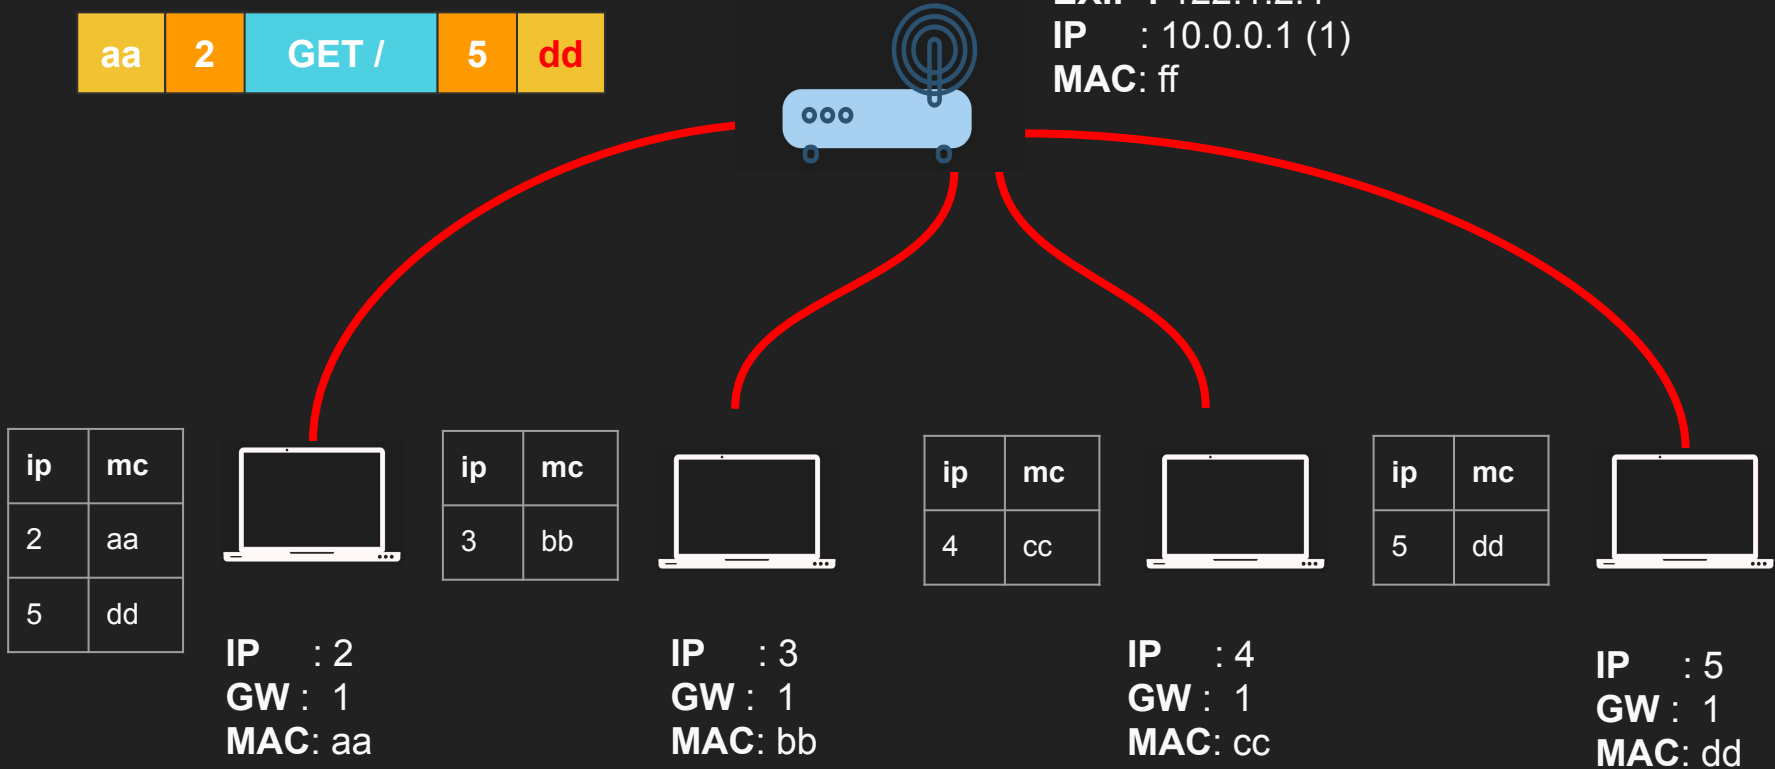 aa 2 GET / 5 dd
IP : 10.0.0.1 (1)
MAC: ff
ip mc
2 aa
5 dd
IP : 2
GW : 1
MAC: aa
ip mc
3 bb
IP : 3
GW : 1
MAC: bb
ip mc
4 cc
IP : 4
GW : 1
MAC: cc
ip mc
5 dd
IP : 5
GW : 1
MAC: dd